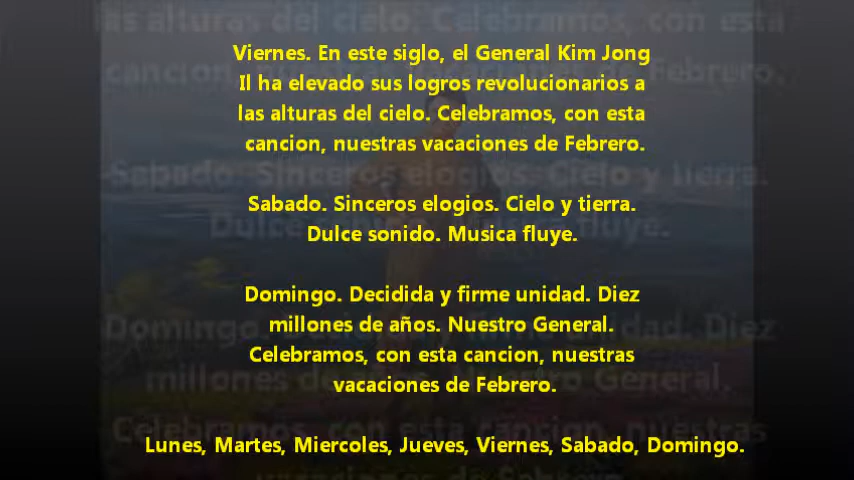 Viernes. En este siglo, el General Kim Jong
Il ha elevado sus logros revolucionarios a
las alturas del cielo. Celebramos, con esta
cancion, nuestras vacaciones de Febrero.
Sabado. Sinceros elogios. Cielo y tierra.
Dulce sonido. Musica fluye.
Domingo. Decidida y firme unidad. Diez
millones de años. Nuestro General.
Celebramos, con esta cancion, nuestras
vacaciones de Febrero.
Lunes, Martes, Miercoles, Jueves, Viernes, Sabado, Domingo.